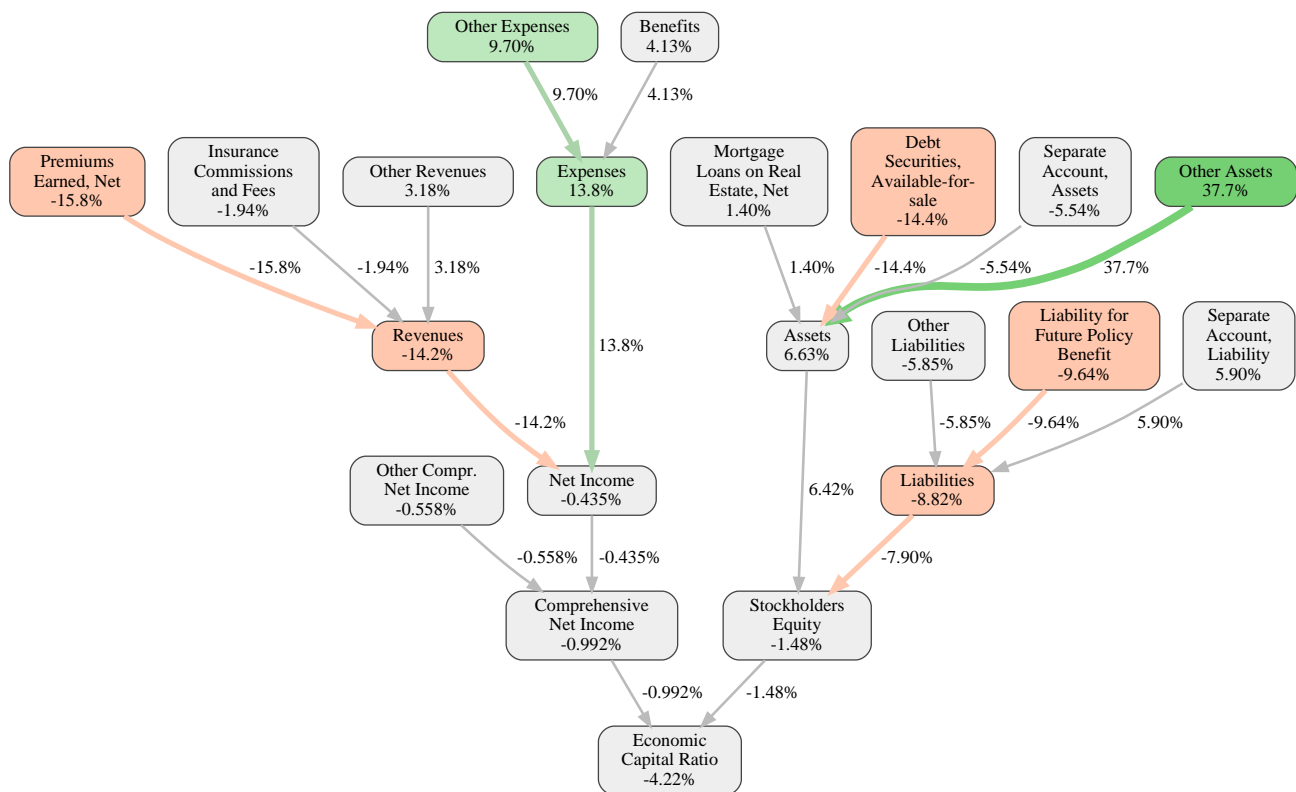 Other Expenses
9.70%
Benefits
4.13%
9.70%
4.13%
Premiums
Earned, Net
-15.8%
Insurance
Commissions
and Fees
-1.94%
Other Revenues
3.18%
Expenses
13.8%
Mortgage
Loans on Real
Estate, Net
1.40%
Debt
Securities,
Available-for-
sale
-14.4%
Separate
Account,
Assets
-5.54%
Other Assets
37.7%
-15.8%
-1.94%
3.18%
1.40%
-14.4%
-5.54%
37.7%
Revenues
-14.2%
13.8%
Assets
6.63%
Other
Liabilities
-5.85%
Liability for
Future Policy
Benefit
-9.64%
Separate
Account,
Liability
5.90%
-14.2%
-5.85%
-9.64%
5.90%
Other Compr.
Net Income
-0.558%
Net Income
-0.435%
6.42%
Liabilities
-8.82%
-0.558%
-0.435%
-7.90%
Comprehensive
Net Income
-0.992%
Stockholders
Equity
-1.48%
-0.992%
-1.48%
Economic
Capital Ratio
-4.22%